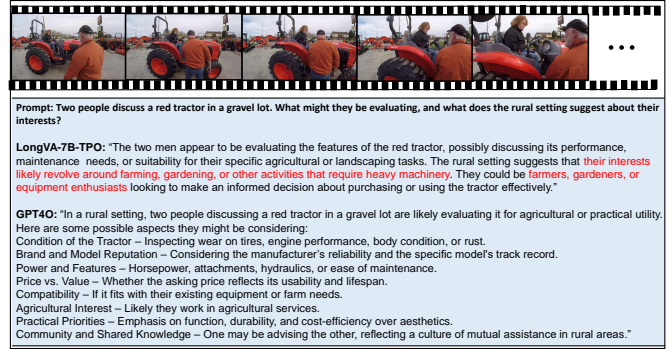 ...
Prompt: Two people discuss a red tractor in a gravel lot. What might they be evaluating, and what does the rural setting suggest about their
interests?
LongVA-7B-TPO: “The two men appear to be evaluating the features of the red tractor, possibly discussing its performance,
maintenance needs, or suitability for their specific agricultural or landscaping tasks. The rural setting suggests that their interests
likely revolve around farming, gardening, or other activities that require heavy machinery. They could be farmers, gardeners, or
equipment enthusiasts looking to make an informed decision about purchasing or using the tractor effectively.”
GPT4O: “In a rural setting, two people discussing a red tractor in a gravel lot are likely evaluating it for agricultural or practical utility.
Here are some possible aspects they might be considering:
Condition of the Tractor – Inspecting wear on tires, engine performance, body condition, or rust.
Brand and Model Reputation – Considering the manufacturer's reliability and the specific model's track record.
Power and Features – Horsepower, attachments, hydraulics, or ease of maintenance.
Price vs. Value – Whether the asking price reflects its usability and lifespan.
Compatibility – If it fits with their existing equipment or farm needs.
Agricultural Interest – Likely they work in agricultural services.
Practical Priorities – Emphasis on function, durability, and cost-efficiency over aesthetics.
Community and Shared Knowledge – One may be advising the other, reflecting a culture of mutual assistance in rural areas.”